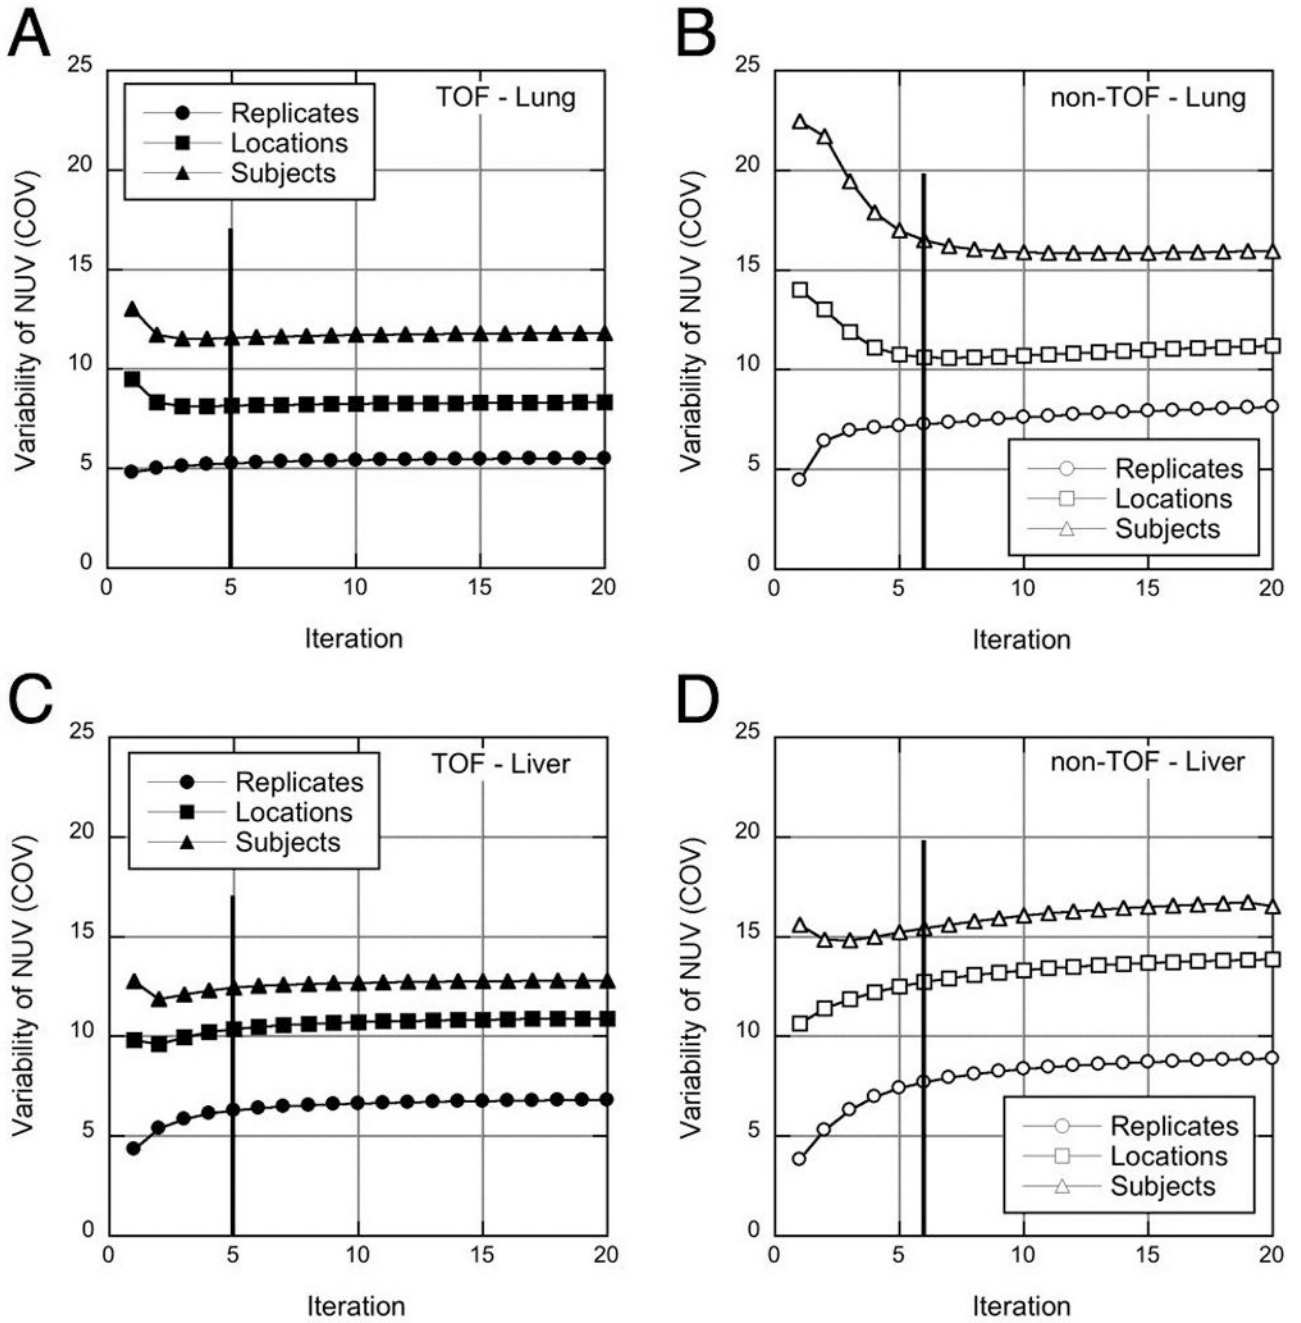 A
Variability of NUV (COV)
25
20
15
10
5
0
TOF - Lung
Replicates
Locations
Subjects
0 5 10 15 20
Iteration
B
Variability of NUV (COV)
25
20
15
10
5
0
non-TOF - Lung
Replicates
Locations
Subjects
0 5 10 15 20
Iteration
C
Variability of NUV (COV)
25
20
15
10
5
0
TOF - Liver
Replicates
Locations
Subjects
0 5 10 15 20
Iteration
D
Variability of NUV (COV)
25
20
15
10
5
0
non-TOF - Liver
Replicates
Locations
Subjects
0 5 10 15 20
Iteration